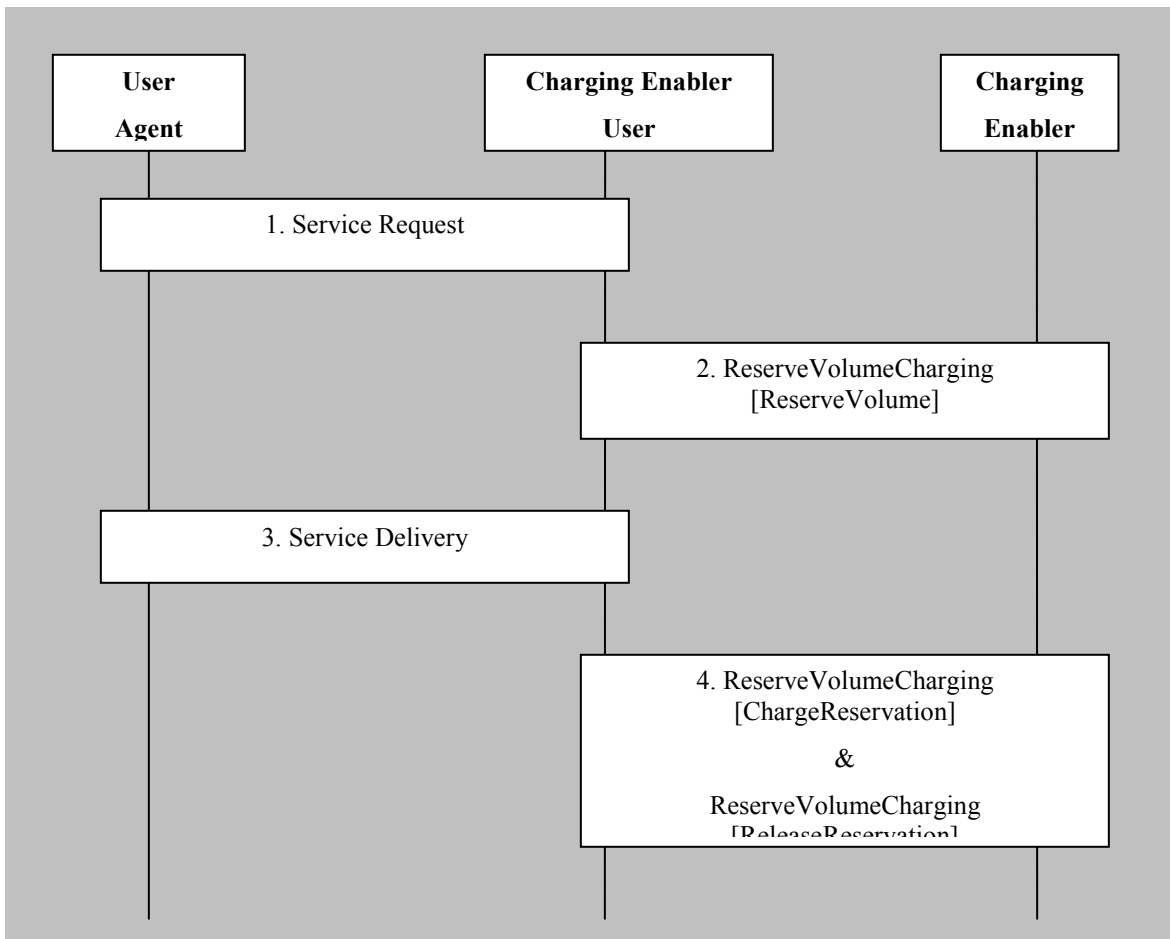 User
Agent
Charging Enabler
User
Charging
Enabler
1. Service Request
2. ReserveVolumeCharging
[ReserveVolume]
3. Service Delivery
4. ReserveVolumeCharging
[ChargeReservation]
&
ReserveVolumeCharging
[ReleaseReservation]